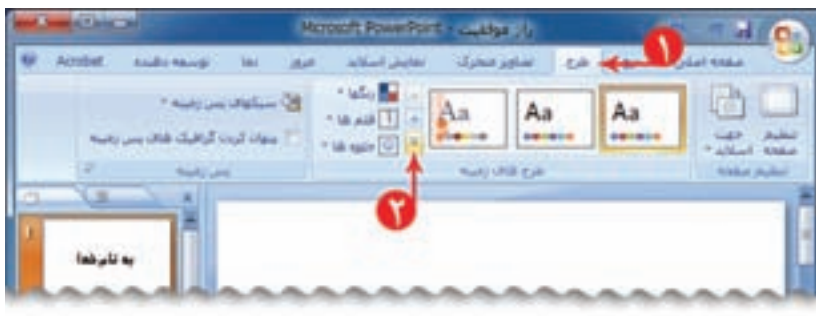 راز موفقیت - Microsoft PowerPoint
صفحه اصلی طرح تصاویر متحرک نمایش اسلاید مرور نما توسعه دهنده Acrobat
۱
تنظیم صفحه
جهت اسلاید
Aa Aa Aa
رنگها
قلم ها
جلوه ها
سبکهای پس زمینه
پنهان کردن گرافیک های پس زمینه
تنظیم صفحه طرح های زمینه پس زمینه
۲
1
به نام خدا